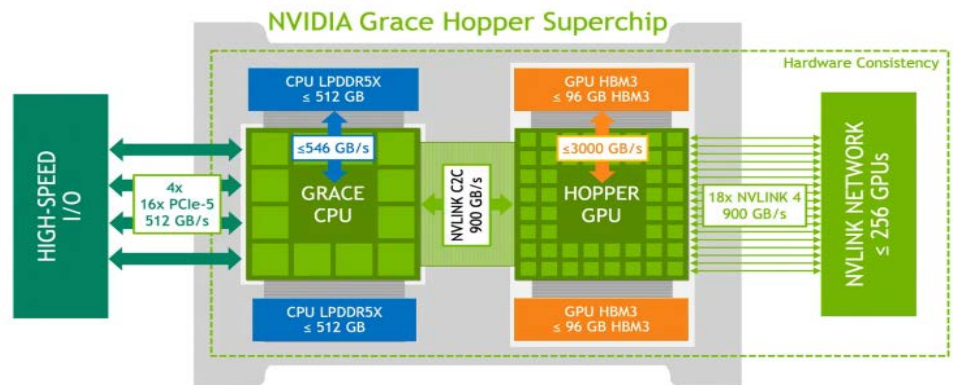 NVIDIA Grace Hopper Superchip
Hardware Consistency
HIGH-SPEED
I/O
4x
16x PCIe-5
512 GB/s
CPU LPDDR5X
≤ 512 GB
≤546 GB/s
GRACE
CPU
CPU LPDDR5X
≤ 512 GB
NVLINK C2C
900 GB/s
GPU HBM3
≤ 96 GB HBM3
≤3000 GB/s
HOPPER
GPU
GPU HBM3
≤ 96 GB HBM3
18x NVLINK 4
900 GB/s
NVLINK NETWORK
≤ 256 GPUs